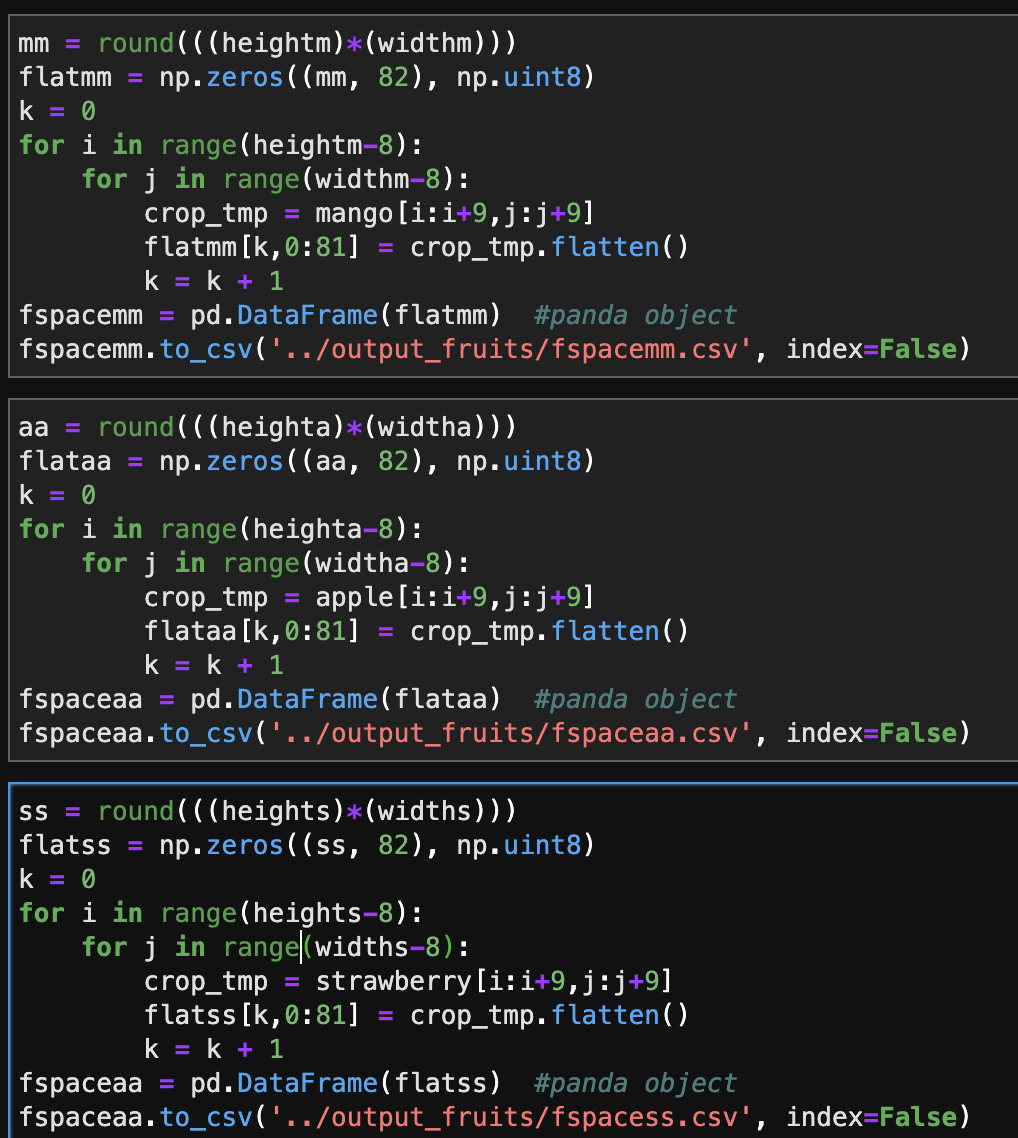 mm = round(((heightm)*(widthm)))
flatmm = np.zeros((mm, 82), np.uint8)
k = 0
for i in range(heightm-8):
    for j in range(widthm-8):
        crop_tmp = mango[i:i+9,j:j+9]
        flatmm[k,0:81] = crop_tmp.flatten()
        k = k + 1
fspacemm = pd.DataFrame(flatmm)  #panda object
fspacemm.to_csv('../output_fruits/fspacemm.csv', index=False)
aa = round(((heighta)*(widtha)))
flataa = np.zeros((aa, 82), np.uint8)
k = 0
for i in range(heighta-8):
    for j in range(widtha-8):
        crop_tmp = apple[i:i+9,j:j+9]
        flataa[k,0:81] = crop_tmp.flatten()
        k = k + 1
fspaceaa = pd.DataFrame(flataa)  #panda object
fspaceaa.to_csv('../output_fruits/fspaceaa.csv', index=False)
ss = round(((heights)*(widths)))
flatss = np.zeros((ss, 82), np.uint8)
k = 0
for i in range(heights-8):
    for j in range(widths-8):
        crop_tmp = strawberry[i:i+9,j:j+9]
        flatss[k,0:81] = crop_tmp.flatten()
        k = k + 1
fspaceaa = pd.DataFrame(flatss)  #panda object
fspaceaa.to_csv('../output_fruits/fspacess.csv', index=False)